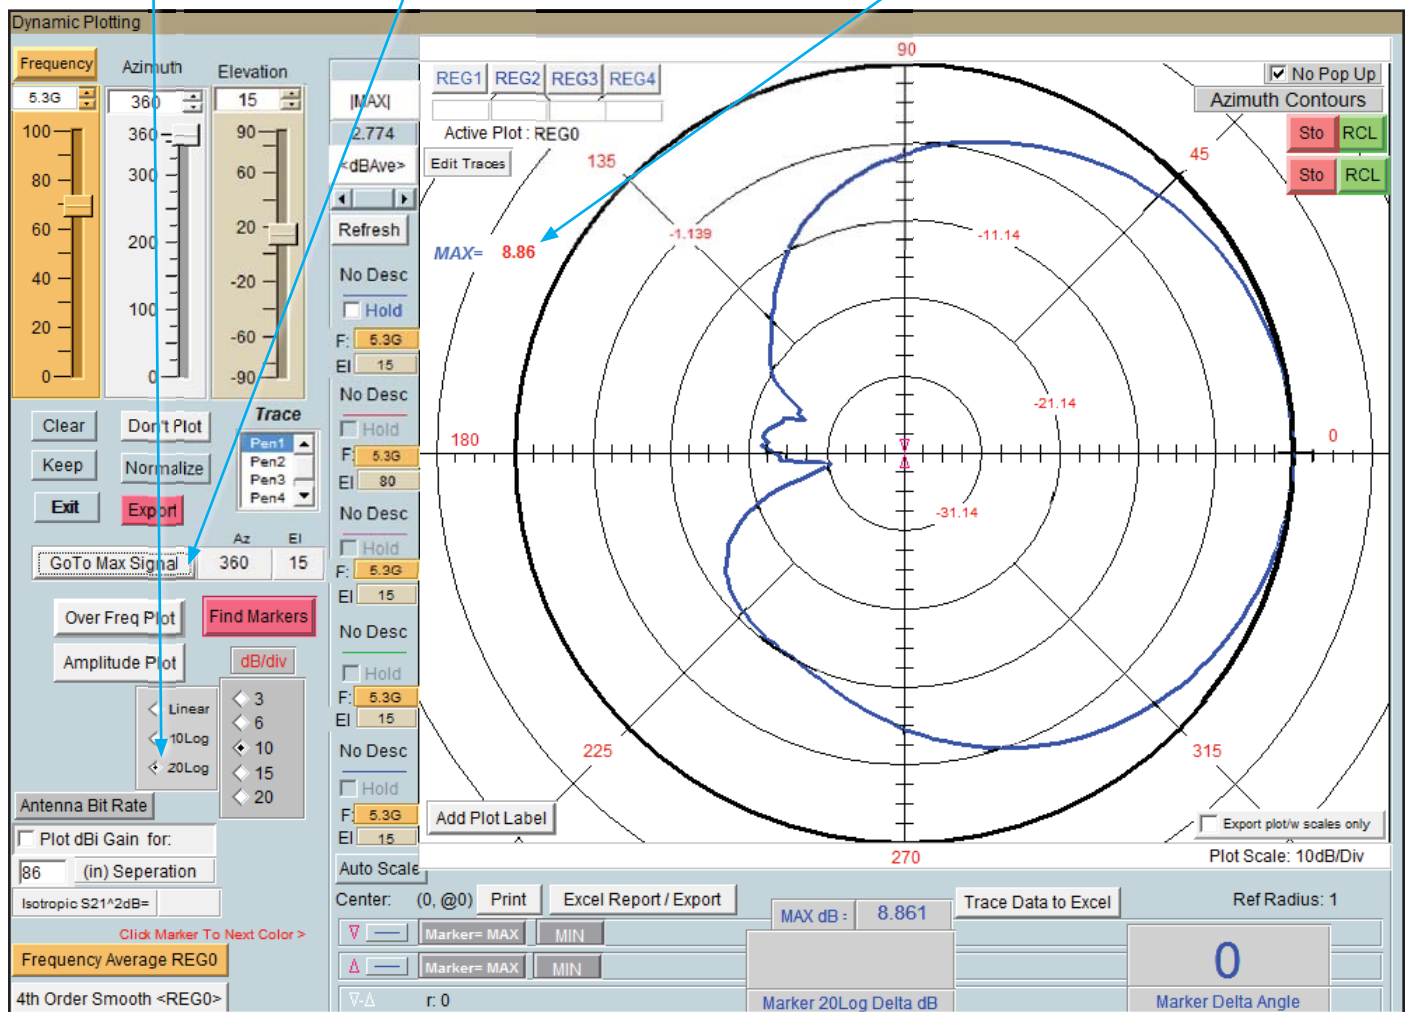 Dynamic Plotting
Frequency
Azimuth
Elevation
5.3G
360
15
100
80
60
40
20
0
360
300
200
100
0
90
60
20
-20
-60
-90
Clear
Don't Plot
Keep
Normalize
Exit
Export
Trace
Pen1
Pen2
Pen3
Pen4
Az
El
GoTo Max Signal
360
15
Over Freq Plot
Find Markers
Amplitude Plot
dB/div
Linear
10Log
20Log
3
6
10
15
20
Antenna Bit Rate
Plot dBi Gain for:
86
(in) Seperation
Isotropic S21^2dB=
Click Marker To Next Color >
Frequency Average REG0
4th Order Smooth <REG0>
|MAX|
2.774
<dBAve>
Refresh
No Desc
Hold
F: 5.3G
El 15
No Desc
Hold
F: 5.3G
El 80
No Desc
Hold
F: 5.3G
El 15
No Desc
Hold
F: 5.3G
El 15
No Desc
Hold
F: 5.3G
El 15
Auto Scale
REG1 REG2 REG3 REG4
Active Plot : REG0
Edit Traces
MAX= 8.86
No Pop Up
Azimuth Contours
Sto RCL
Sto RCL
90
135
45
180
0
225
315
270
-1.139
-11.14
-21.14
-31.14
Add Plot Label
Export plot/w scales only
Plot Scale: 10dB/Div
Center: (0, @0)
Print
Excel Report / Export
MAX dB :
8.861
Trace Data to Excel
Ref Radius: 1
Marker= MAX
MIN
Marker= MAX
MIN
∇-Δ
r: 0
Marker 20Log Delta dB
0
Marker Delta Angle